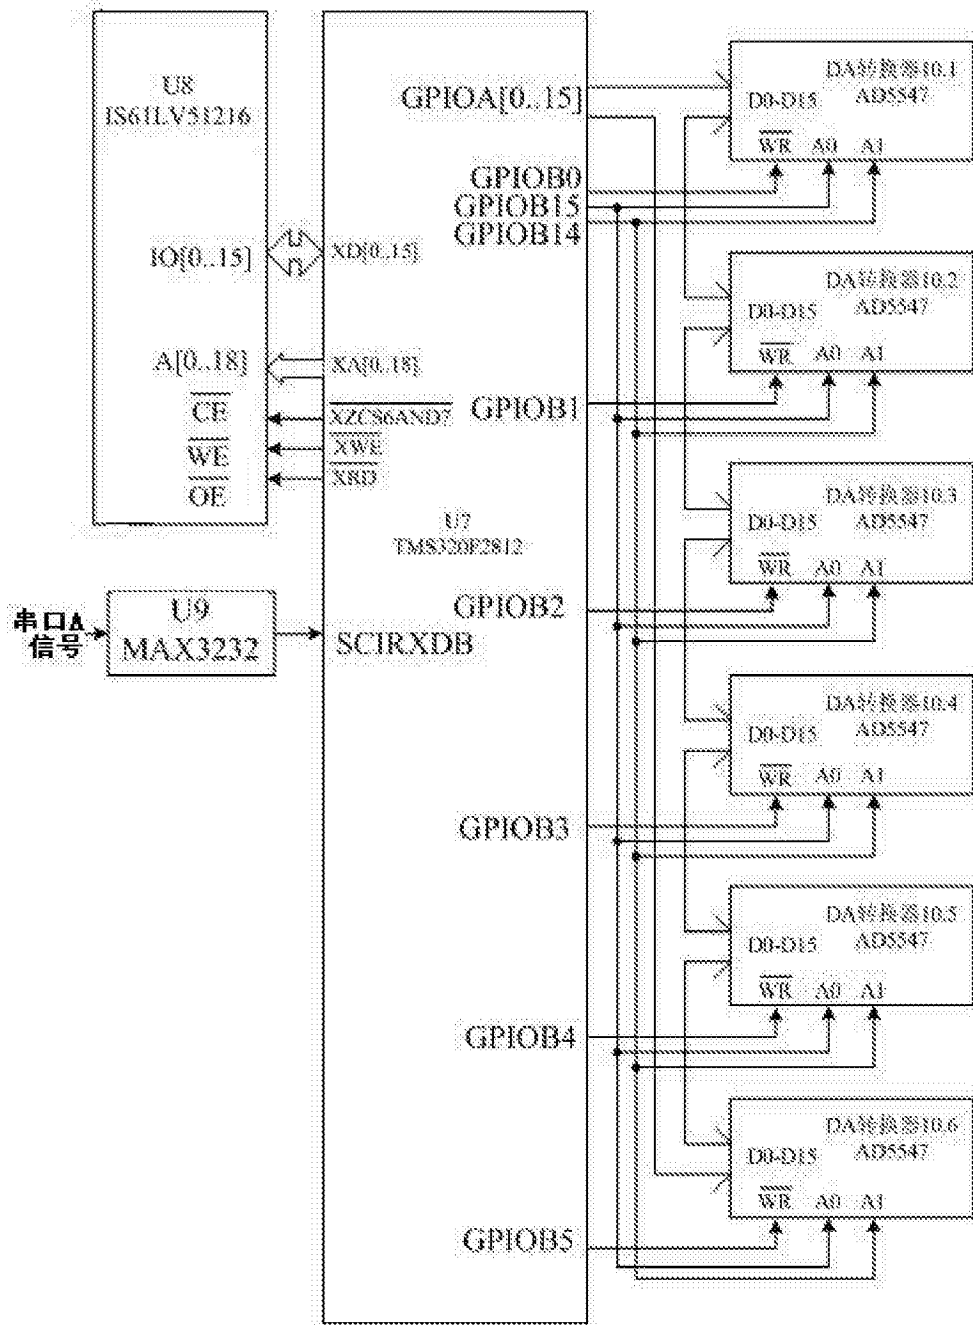 U8
IS61LV51216
IO[0..15]
A[0..18]
CE
WE
OE
串口A
信号
U9
MAX3232
GPIOA[0..15]
GPIOB0
GPIOB15
GPIOB14
XD[0..15]
XA[0..18]
XZCS6AND7
XWE
XRD
GPIOB1
U7
TMS320F2812
GPIOB2
SCIRXDB
GPIOB3
GPIOB4
GPIOB5
DA转换器10.1
AD5547
D0-D15
WR A0 A1
DA转换器10.2
AD5547
D0-D15
WR A0 A1
DA转换器10.3
AD5547
D0-D15
WR A0 A1
DA转换器10.4
AD5547
D0-D15
WR A0 A1
DA转换器10.5
AD5547
D0-D15
WR A0 A1
DA转换器10.6
AD5547
D0-D15
WR A0 A1